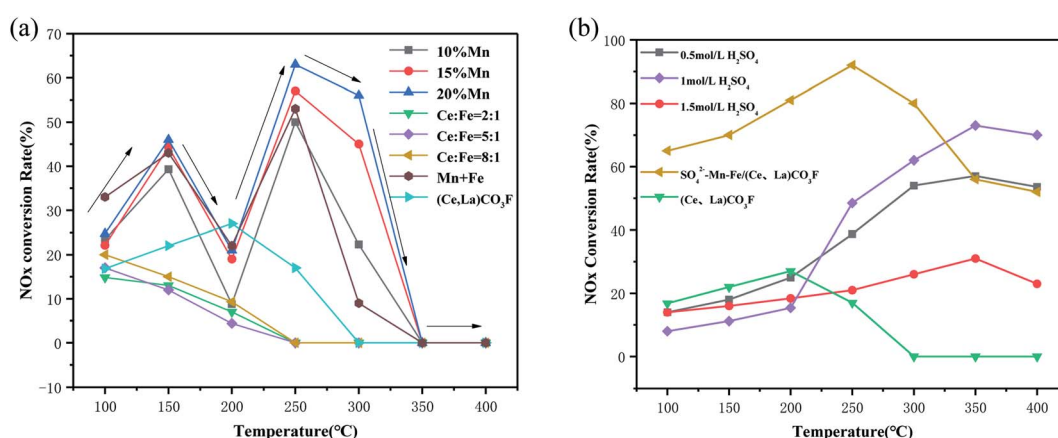 (a)
70
60
50
40
30
20
10
0
−10
NOx conversion Rate(%)
10%Mn
15%Mn
20%Mn
Ce:Fe=2:1
Ce:Fe=5:1
Ce:Fe=8:1
Mn+Fe
(Ce,La)CO₃F
100 150 200 250 300 350 400
Temperature(℃)
(b)
100
80
60
40
20
0
NOx Conversion Rate(%)
0.5mol/L H₂SO₄
1mol/L H₂SO₄
1.5mol/L H₂SO₄
SO₄²⁻-Mn-Fe/(Ce、La)CO₃F
(Ce、La)CO₃F
100 150 200 250 300 350 400
Temperature(℃)